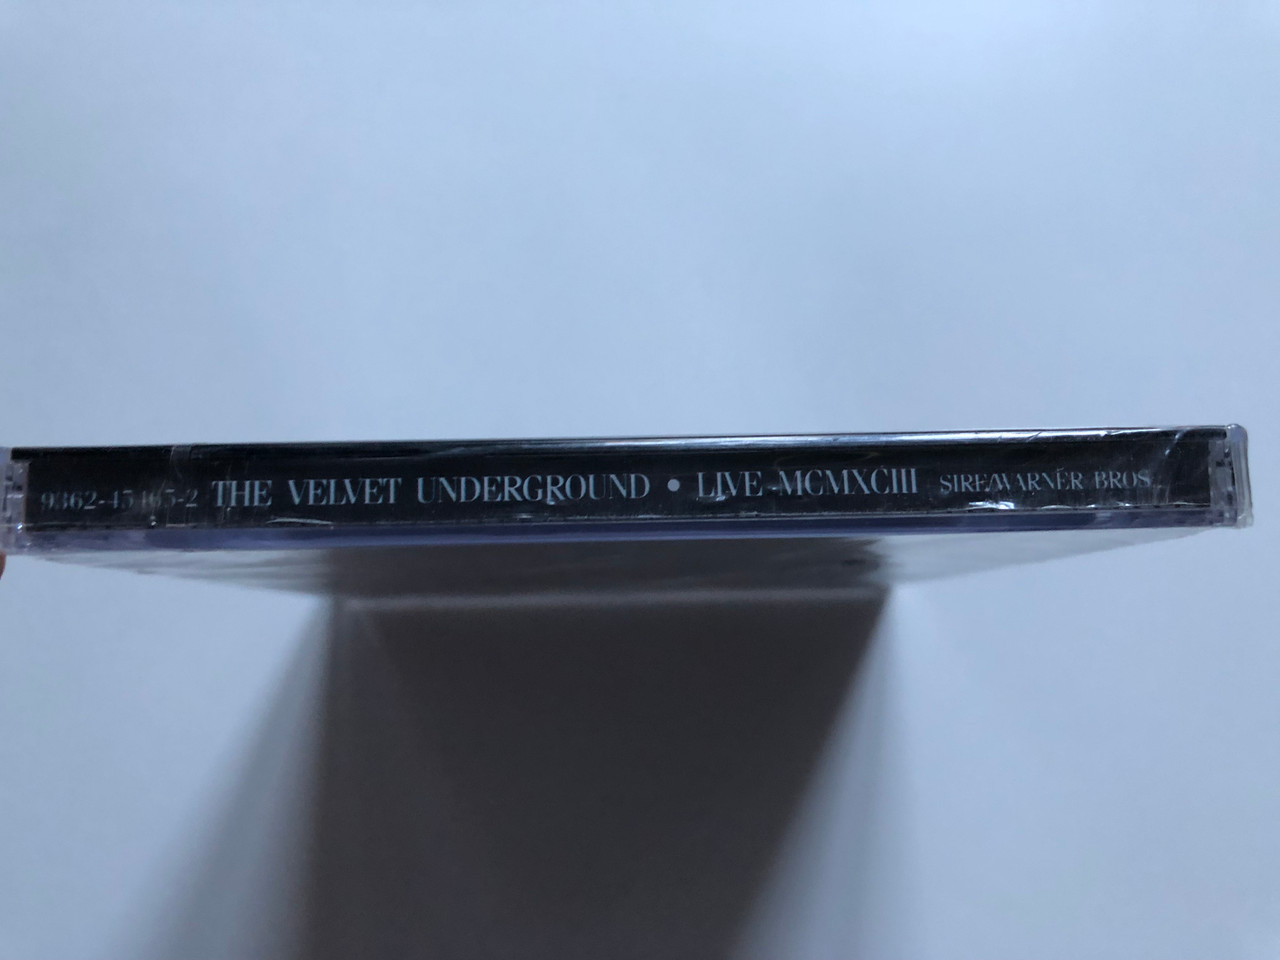 9362-45465-2 THE VELVET UNDERGROUND • LIVE MCMXCIII SIRE/WARNER BROS.